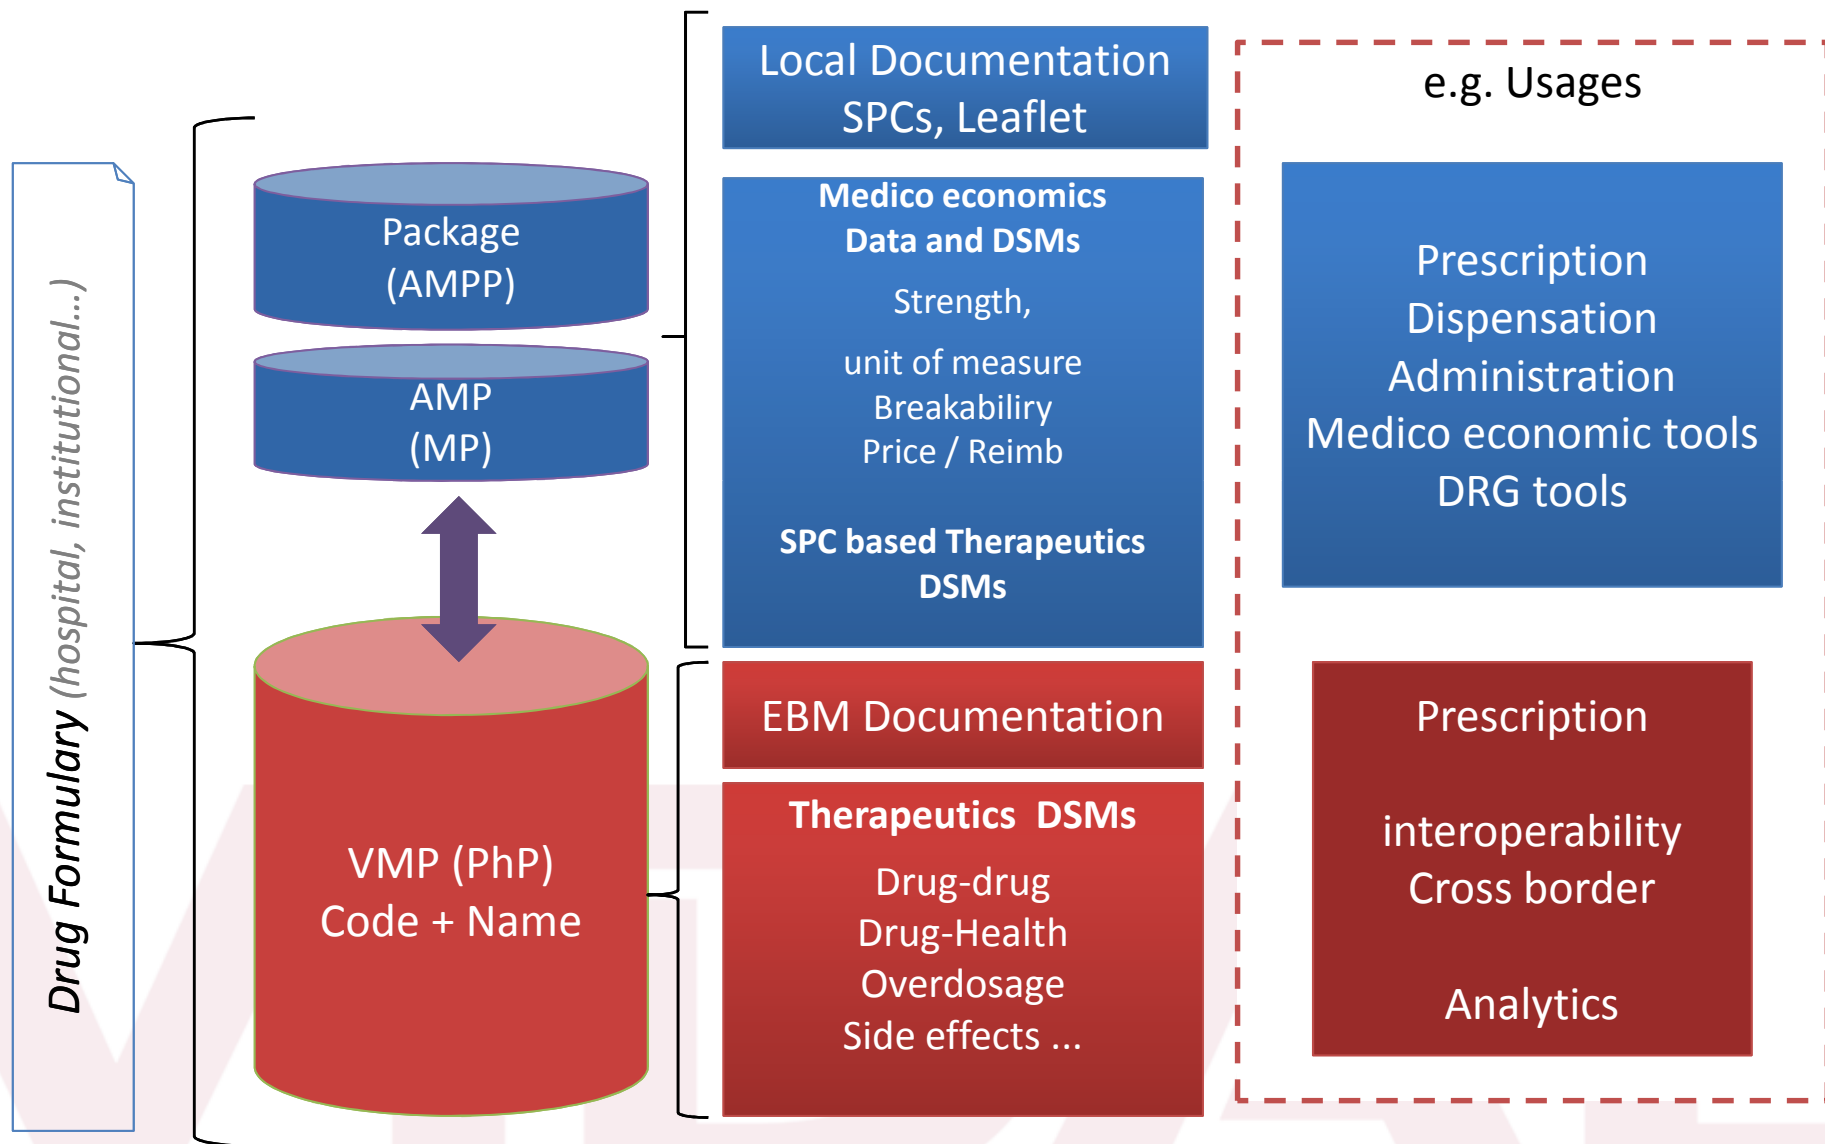 Drug Formulary (hospital, institutional...)
Package
(AMPP)
AMP
(MP)
VMP (PhP)
Code + Name
Local Documentation
SPCs, Leaflet
Medico economics
Data and DSMs
Strength,
unit of measure
Breakabiliry
Price / Reimb
SPC based Therapeutics
DSMs
EBM Documentation
Therapeutics DSMs
Drug-drug
Drug-Health
Overdosage
Side effects ...
e.g. Usages
Prescription
Dispensation
Administration
Medico economic tools
DRG tools
Prescription
interoperability
Cross border
Analytics